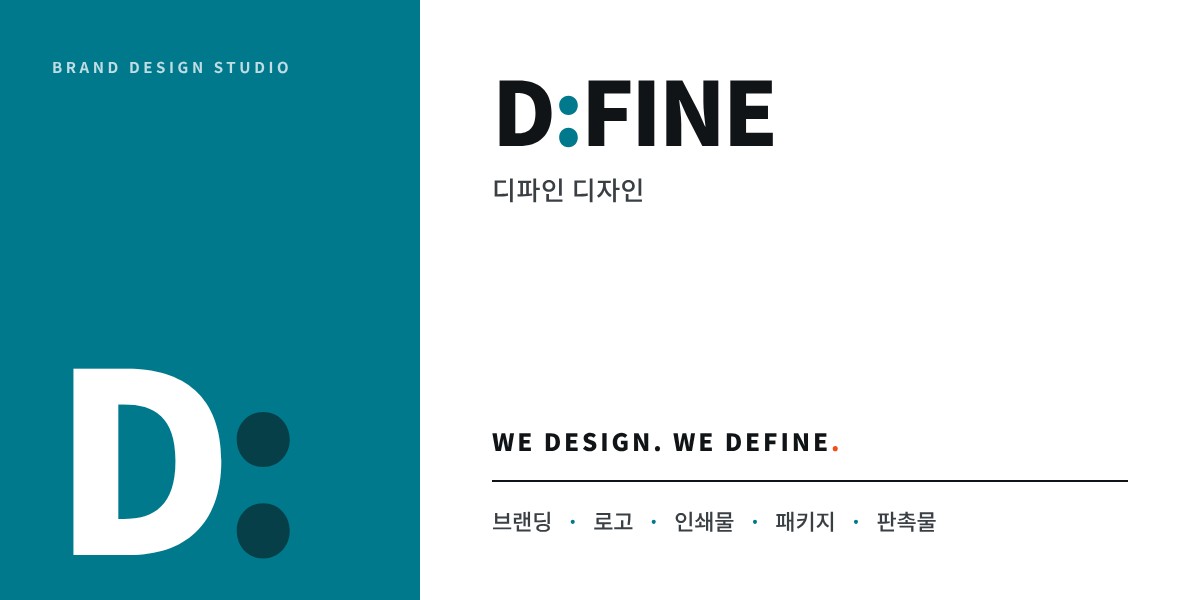 BRAND DESIGN STUDIO
D:
D:FINE
디파인 디자인
WE DESIGN. WE DEFINE.
브랜딩 • 로고 • 인쇄물 • 패키지 • 판촉물